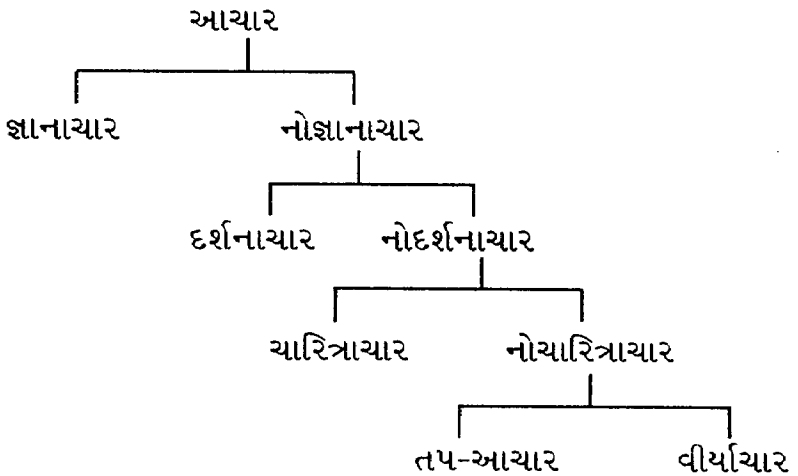 આચાર
જ્ઞાનાચાર નોજ્ઞાનાચાર
દર્શનાચાર નોદર્શનાચાર
ચારિત્રાચાર નોચારિત્રાચાર
તપ-આચાર વીર્યાચાર